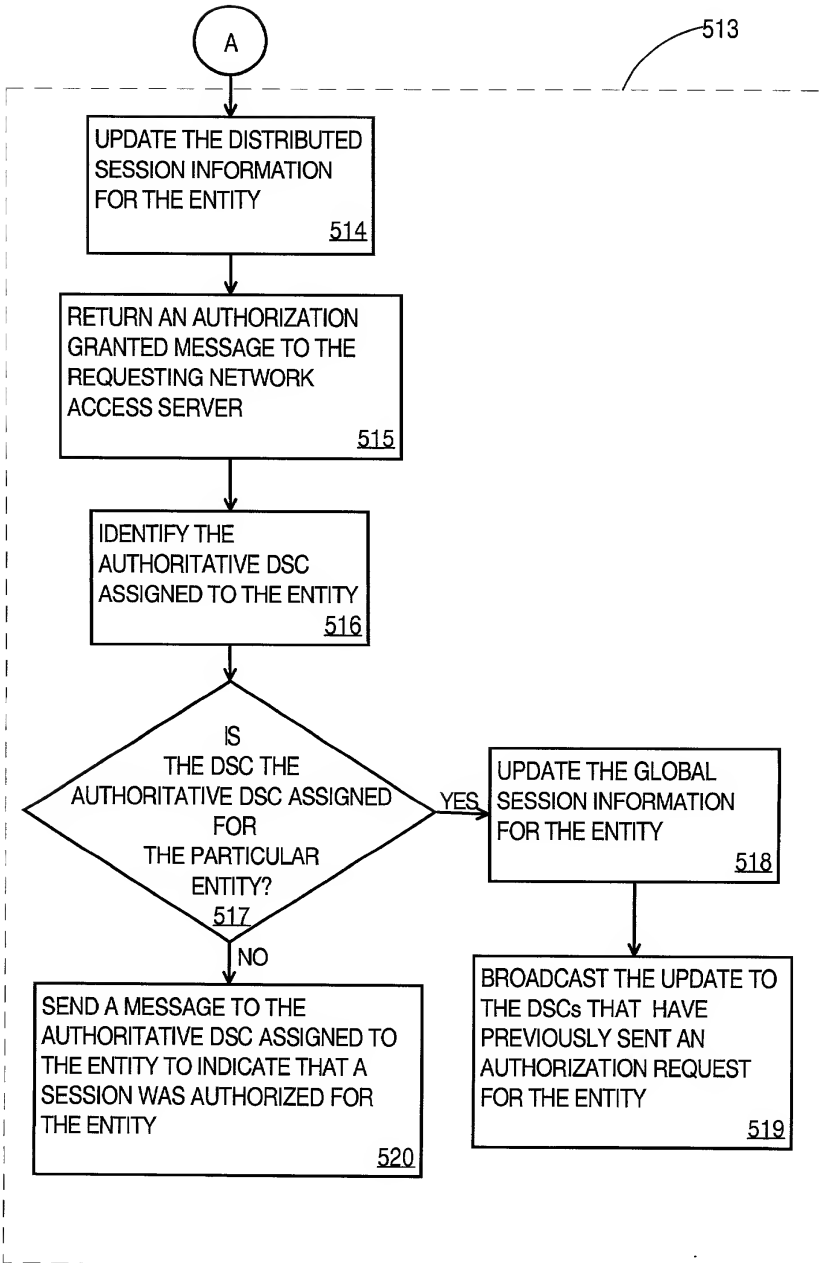 A
513
UPDATE THE DISTRIBUTED
SESSION INFORMATION
FOR THE ENTITY
514
RETURN AN AUTHORIZATION
GRANTED MESSAGE TO THE
REQUESTING NETWORK
ACCESS SERVER
515
IDENTIFY THE
AUTHORITATIVE DSC
ASSIGNED TO THE ENTITY
516
IS
THE DSC THE
AUTHORITATIVE DSC ASSIGNED
FOR
THE PARTICULAR
ENTITY?
517
YES
UPDATE THE GLOBAL
SESSION INFORMATION
FOR THE ENTITY
518
NO
SEND A MESSAGE TO THE
AUTHORITATIVE DSC ASSIGNED TO
THE ENTITY TO INDICATE THAT A
SESSION WAS AUTHORIZED FOR
THE ENTITY
520
BROADCAST THE UPDATE TO
THE DSCs THAT HAVE
PREVIOUSLY SENT AN
AUTHORIZATION REQUEST
FOR THE ENTITY
519